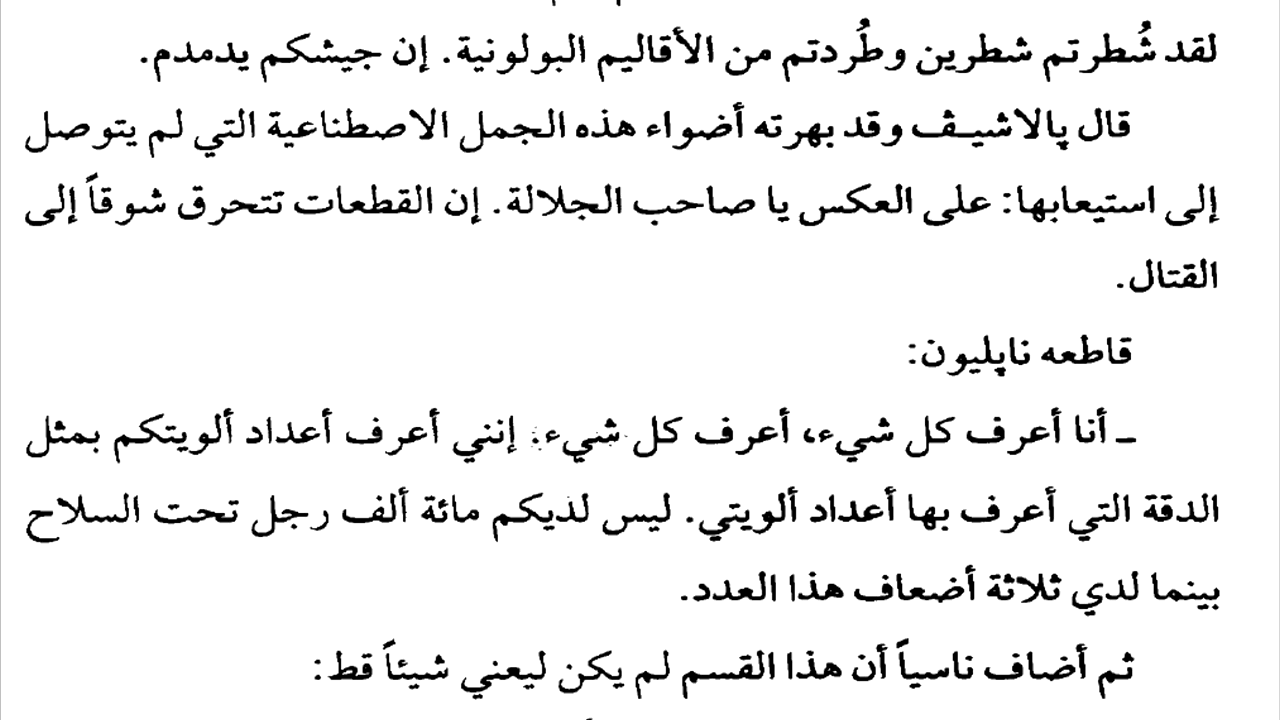 لقد شُطرتم شطرين وطُردتم من الأقاليم البولونية. إن جيشكم يدمدم.
قال پالاشيـڤ وقد بهرته أضواء هذه الجمل الاصطناعية التي لم يتوصل
إلى استيعابها: على العكس يا صاحب الجلالة. إن القطعات تتحرق شوقاً إلى
القتال.
قاطعه ناپليون:
ـ أنا أعرف كل شيء، أعرف كل شيء. إنني أعرف أعداد ألويتكم بمثل
الدقة التي أعرف بها أعداد ألويتي. ليس لديكم مائة ألف رجل تحت السلاح
بينما لدي ثلاثة أضعاف هذا العدد.
ثم أضاف ناسياً أن هذا القسم لم يكن ليعني شيئاً قط: